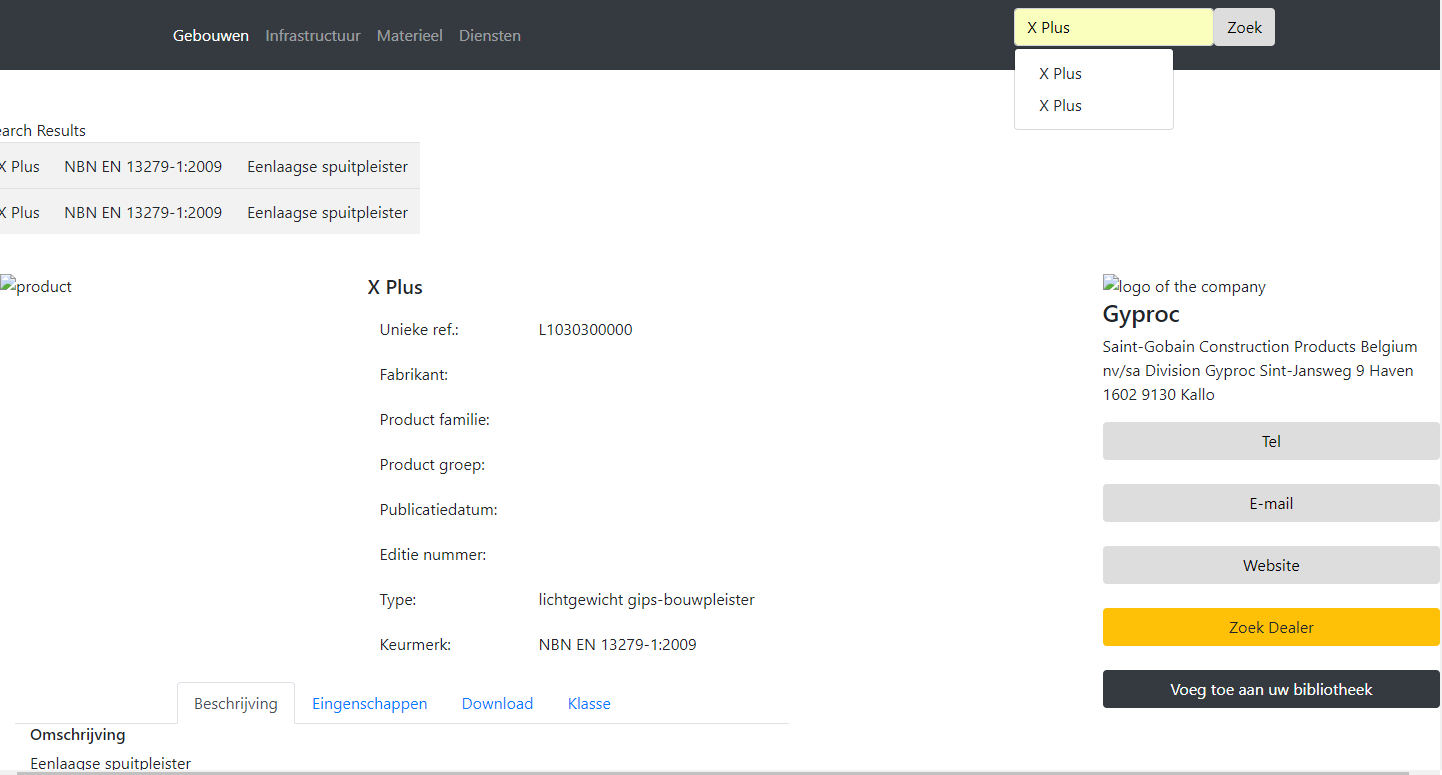 Gebouwen Infrastructuur Materieel Diensten X Plus Zoek
X Plus
X Plus
earch Results
X Plus NBN EN 13279-1:2009 Eenlaagse spuitpleister
X Plus NBN EN 13279-1:2009 Eenlaagse spuitpleister
product
X Plus
Unieke ref.: L1030300000
Fabrikant:
Product familie:
Product groep:
Publicatiedatum:
Editie nummer:
Type: lichtgewicht gips-bouwpleister
Keurmerk: NBN EN 13279-1:2009
logo of the company
Gyproc
Saint-Gobain Construction Products Belgium
nv/sa Division Gyproc Sint-Jansweg 9 Haven
1602 9130 Kallo
Tel
E-mail
Website
Zoek Dealer
Voeg toe aan uw bibliotheek
Beschrijving Eingenschappen Download Klasse
Omschrijving
Eenlaagse spuitpleister